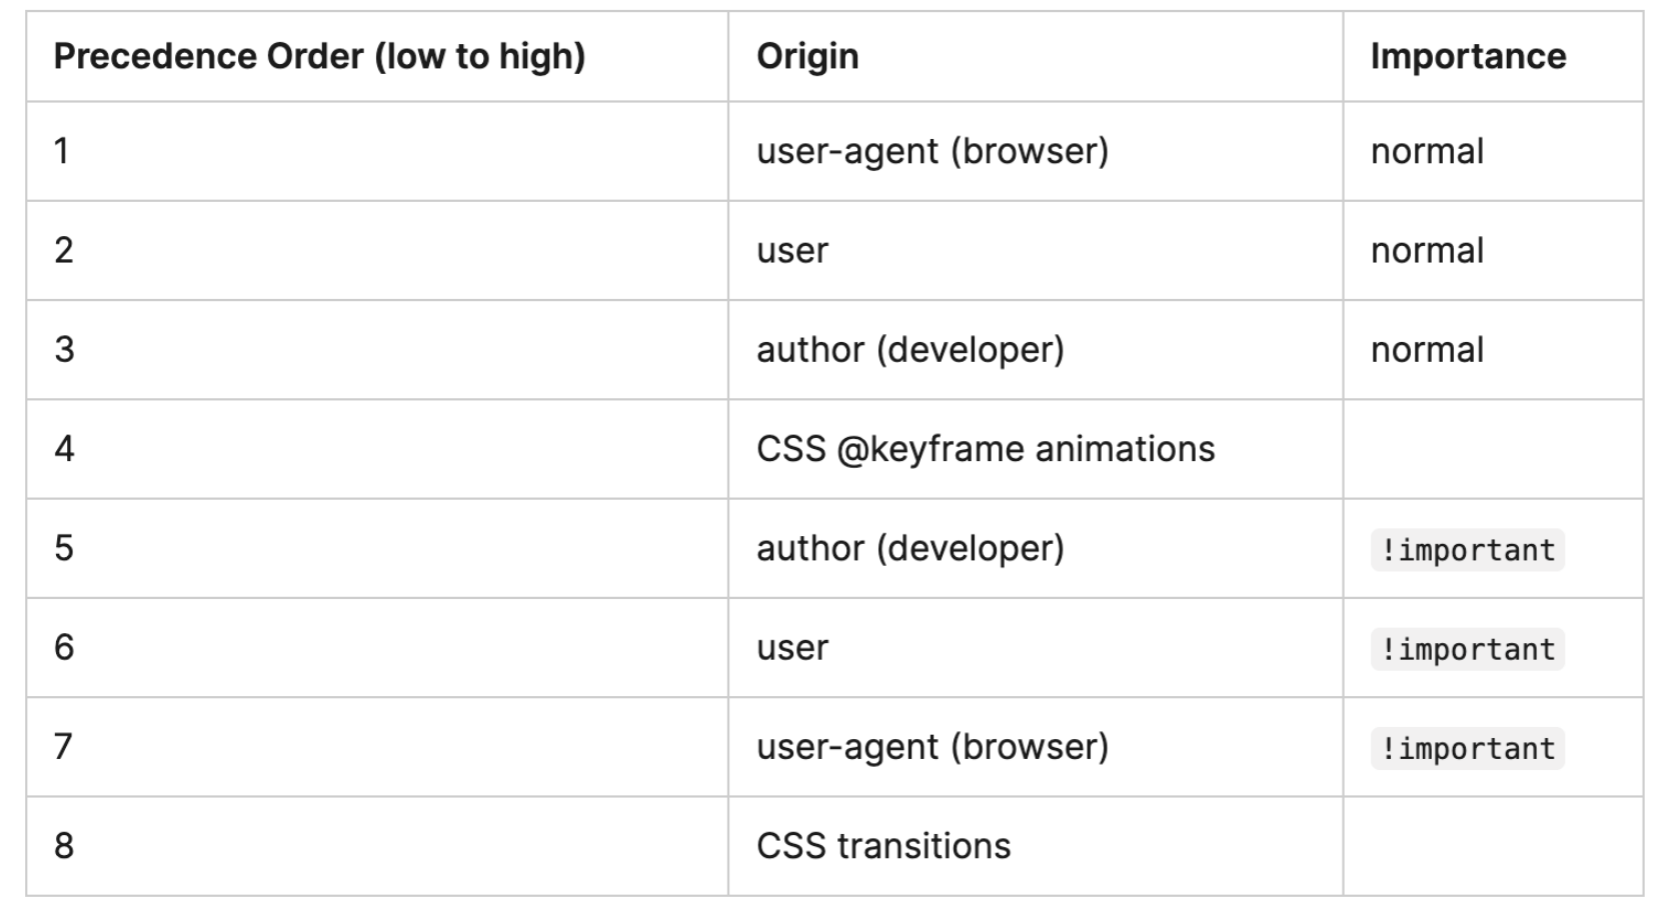 Precedence Order (low to high) Origin Importance
1 user-agent (browser) normal
2 user normal
3 author (developer) normal
4 CSS @keyframe animations
5 author (developer) !important
6 user !important
7 user-agent (browser) !important
8 CSS transitions